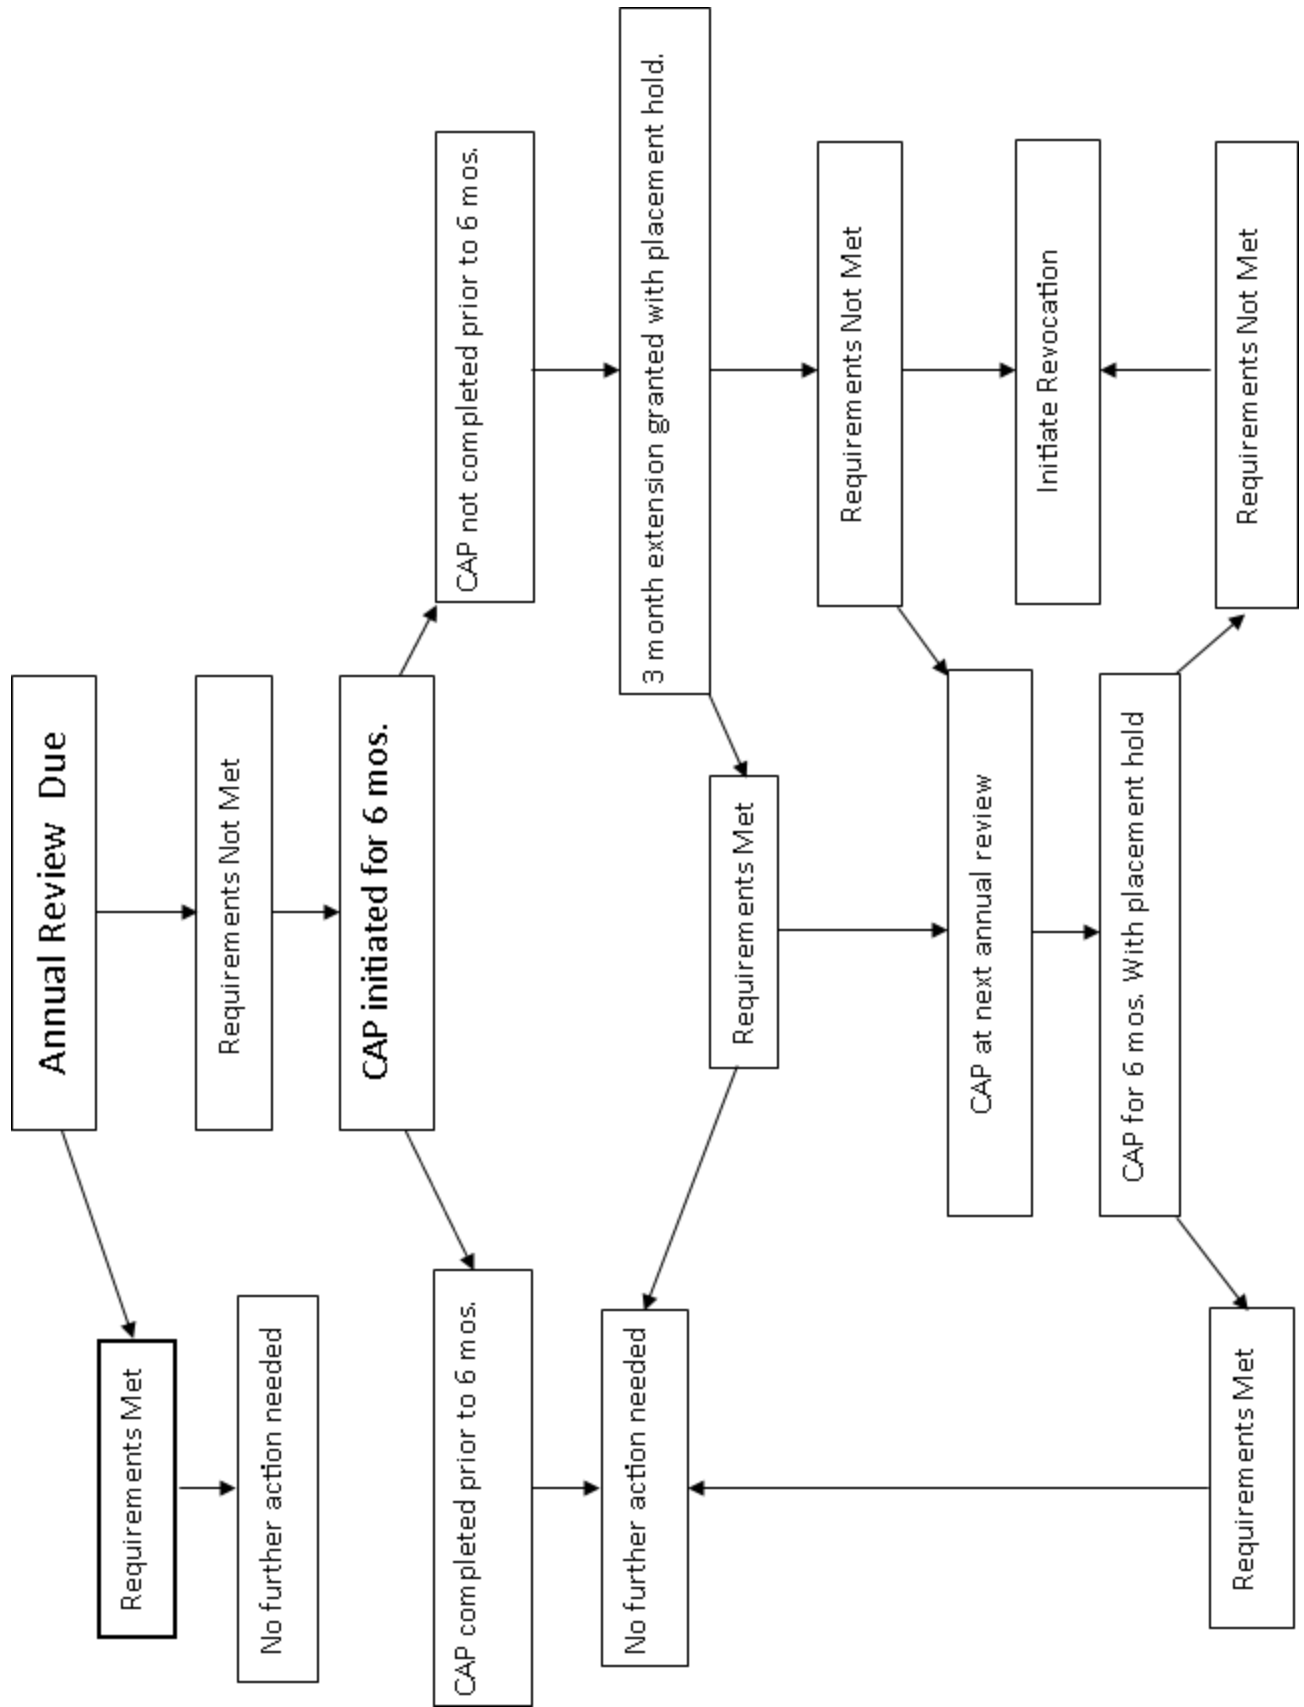 Annual Review  Due
Requirements Met
Requirements Not Met
No further action needed
CAP initiated for 6 mos.
CAP completed prior to 6 mos.
CAP not completed prior to 6 mos.
No further action needed
3 month extension granted with placement hold.
Requirements Met
Requirements Not Met
CAP at next annual review
Initiate Revocation
CAP for 6 mos. With placement hold
Requirements Met
Requirements Not Met